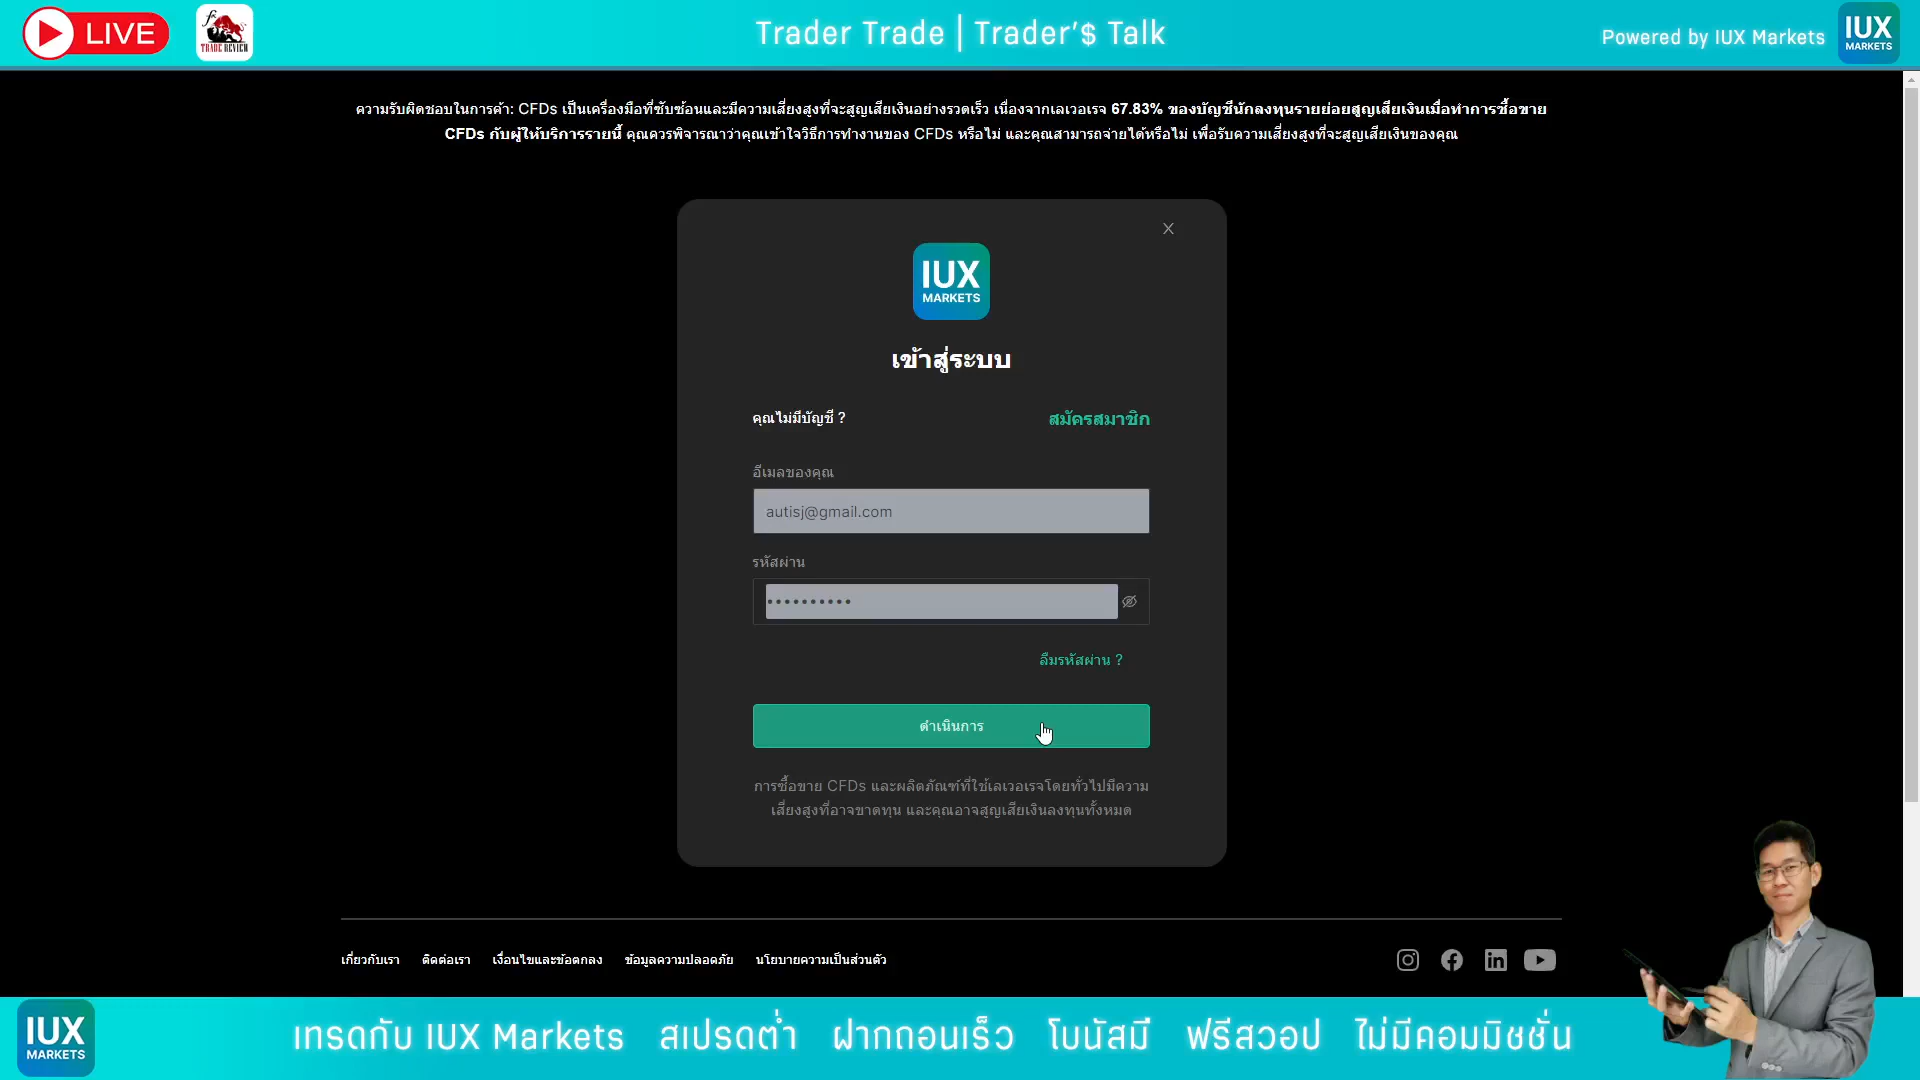 LIVE
fx
TRADE REVIEW
Trader Trade | Trader'$ Talk
Powered by IUX Markets
IUX
MARKETS
ความรับผิดชอบในการค้า: CFDs เป็นเครื่องมือที่ซับซ้อนและมีความเสี่ยงสูงที่จะสูญเสียเงินอย่างรวดเร็ว เนื่องจากเลเวอเรจ 67.83% ของบัญชีนักลงทุนรายย่อยสูญเสียเงินเมื่อทำการซื้อขาย
CFDs กับผู้ให้บริการรายนี้ คุณควรพิจารณาว่าคุณเข้าใจวิธีการทำงานของ CFDs หรือไม่ และคุณสามารถจ่ายได้หรือไม่ เพื่อรับความเสี่ยงสูงที่จะสูญเสียเงินของคุณ
X
IUX
MARKETS
เข้าสู่ระบบ
คุณไม่มีบัญชี ?
สมัครสมาชิก
อีเมลของคุณ
autisj@gmail.com
รหัสผ่าน
••••••••••
ลืมรหัสผ่าน ?
ดำเนินการ
การซื้อขาย CFDs และผลิตภัณฑ์ที่ใช้เลเวอเรจโดยทั่วไปมีความ
เสี่ยงสูงที่อาจขาดทุน และคุณอาจสูญเสียเงินลงทุนทั้งหมด
เกี่ยวกับเรา ติดต่อเรา เงื่อนไขและข้อตกลง ข้อมูลความปลอดภัย นโยบายความเป็นส่วนตัว
IUX
MARKETS
เทรดกับ IUX Markets สเปรดต่ำ ฝากถอนเร็ว โบนัสมี ฟรีสวอป ไม่มีคอมมิชชั่น